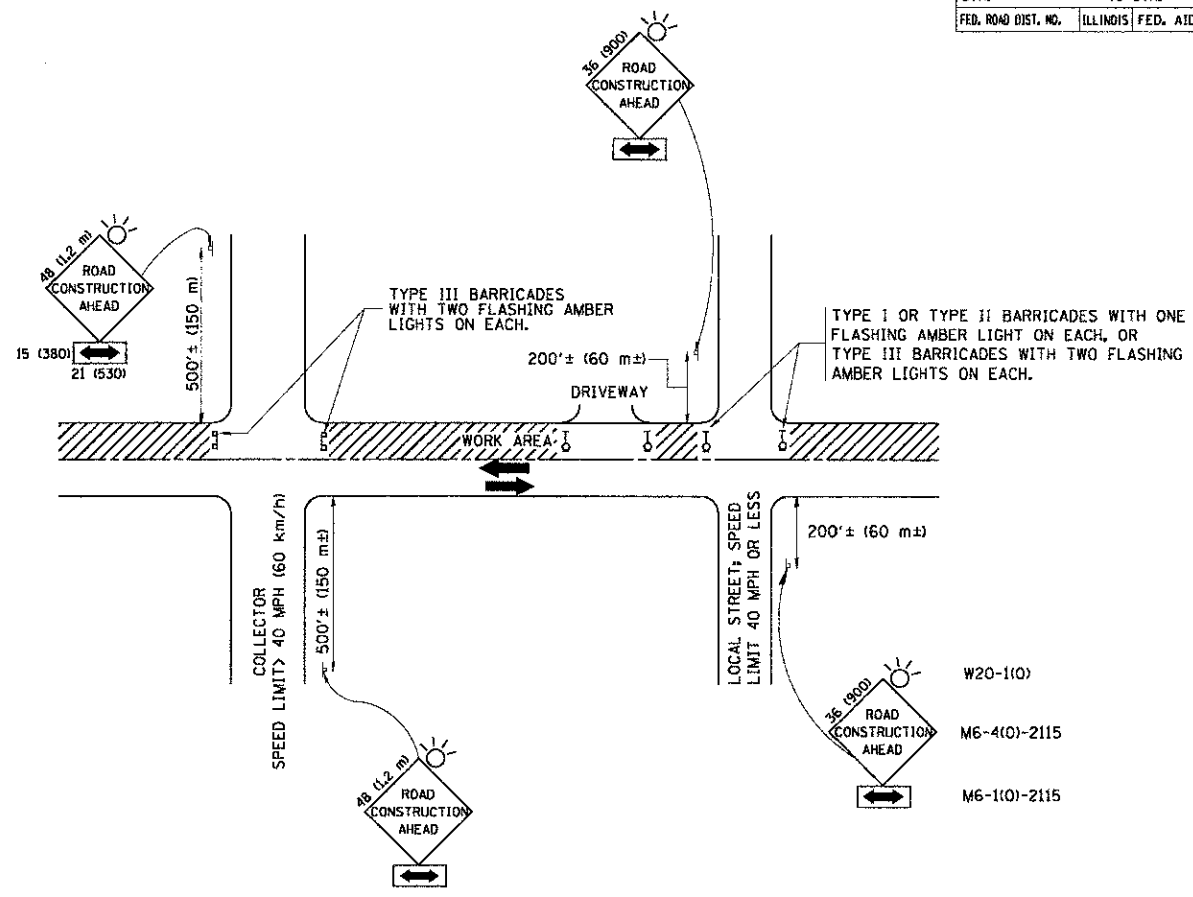 FED. ROAD DIST. NO. ILLINOIS FED. AID
36 (900)
ROAD
CONSTRUCTION
AHEAD
48 (1.2 m)
ROAD
CONSTRUCTION
AHEAD
15 (380)
21 (530)
500'± (150 m)
TYPE III BARRICADES
WITH TWO FLASHING AMBER
LIGHTS ON EACH.
200'± (60 m±)
DRIVEWAY
TYPE I OR TYPE II BARRICADES WITH ONE
FLASHING AMBER LIGHT ON EACH, OR
TYPE III BARRICADES WITH TWO FLASHING
AMBER LIGHTS ON EACH.
WORK AREA
COLLECTOR
SPEED LIMIT> 40 MPH (60 km/h)
500'± (150 m±)
LOCAL STREET; SPEED
LIMIT 40 MPH OR LESS
200'± (60 m±)
48 (1.2 m)
ROAD
CONSTRUCTION
AHEAD
36 (900)
ROAD
CONSTRUCTION
AHEAD
W20-1(O)
M6-4(O)-2115
M6-1(O)-2115